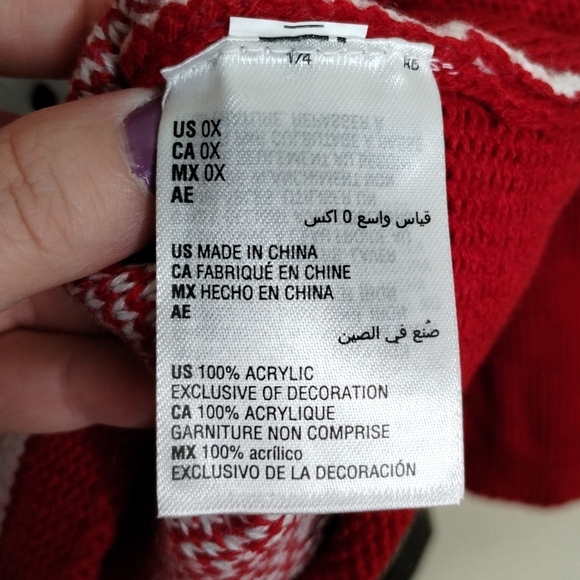 1/4
US 0X
CA 0X
MX 0X
AE
قياس واسع 0 اكس
US MADE IN CHINA
CA FABRIQUÉ EN CHINE
MX HECHO EN CHINA
AE
صُنع في الصين
US 100% ACRYLIC
EXCLUSIVE OF DECORATION
CA 100% ACRYLIQUE
GARNITURE NON COMPRISE
MX 100% acrílico
EXCLUSIVO DE LA DECORACIÓN